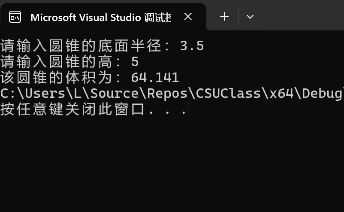 Microsoft Visual Studio 调试
请输入圆锥的底面半径: 3.5
请输入圆锥的高: 5
该圆锥的体积为: 64.141
C:\Users\L\Source\Repos\CSUClass\x64\Debug
按任意键关闭此窗口. . .